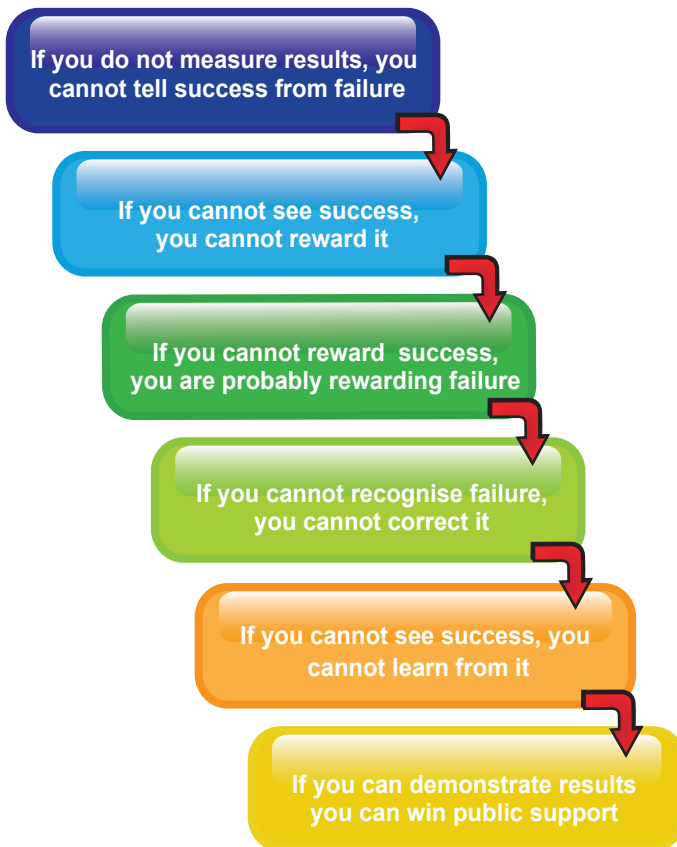 If you do not measure results, you
cannot tell success from failure
If you cannot see success,
you cannot reward it
If you cannot reward  success,
you are probably rewarding failure
If you cannot recognise failure,
you cannot correct it
If you cannot see success, you
cannot learn from it
If you can demonstrate results
you can win public support